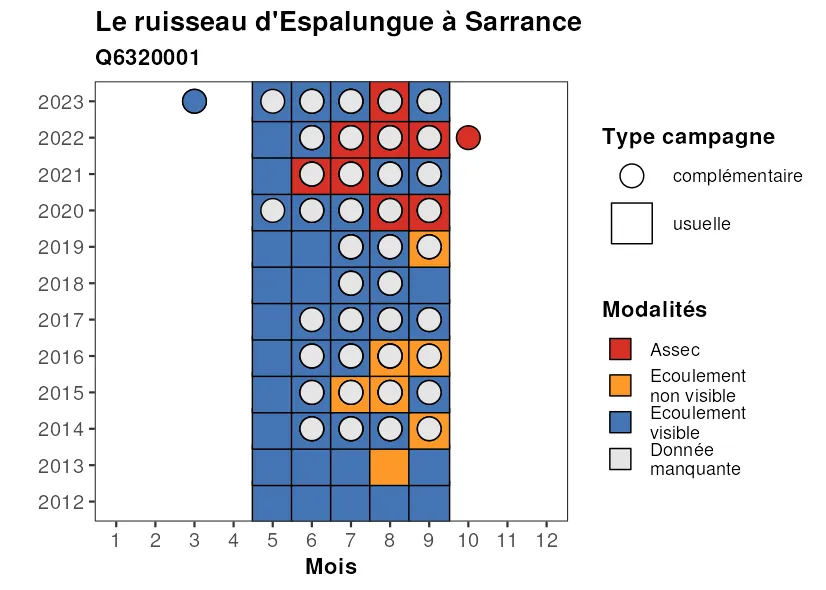 Le ruisseau d'Espalungue à Sarrance
Q6320001
2023
2022
2021
2020
2019
2018
2017
2016
2015
2014
2013
2012
1 2 3 4 5 6 7 8 9 10 11 12
Mois
Type campagne
complémentaire
usuelle
Modalités
Assec
Ecoulement
non visible
Ecoulement
visible
Donnée
manquante